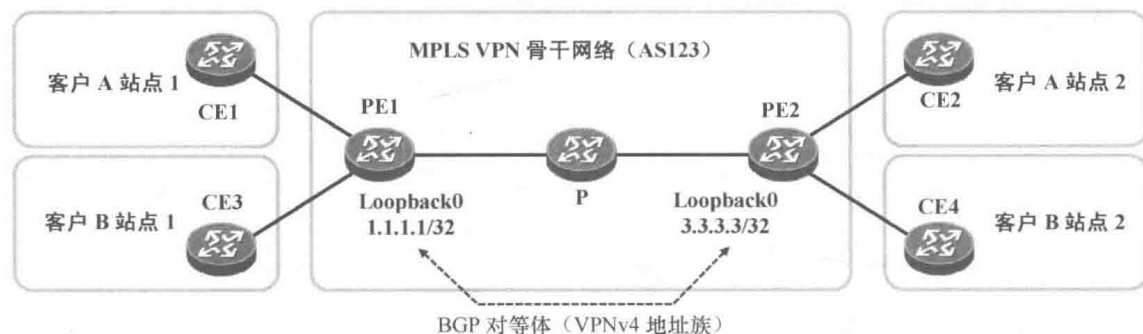 MPLS VPN 骨干网络（AS123）
客户 A 站点 1
CE1
客户 B 站点 1
CE3
PE1
Loopback0
1.1.1.1/32
P
PE2
Loopback0
3.3.3.3/32
CE2
客户 A 站点 2
CE4
客户 B 站点 2
BGP 对等体（VPNv4 地址族）